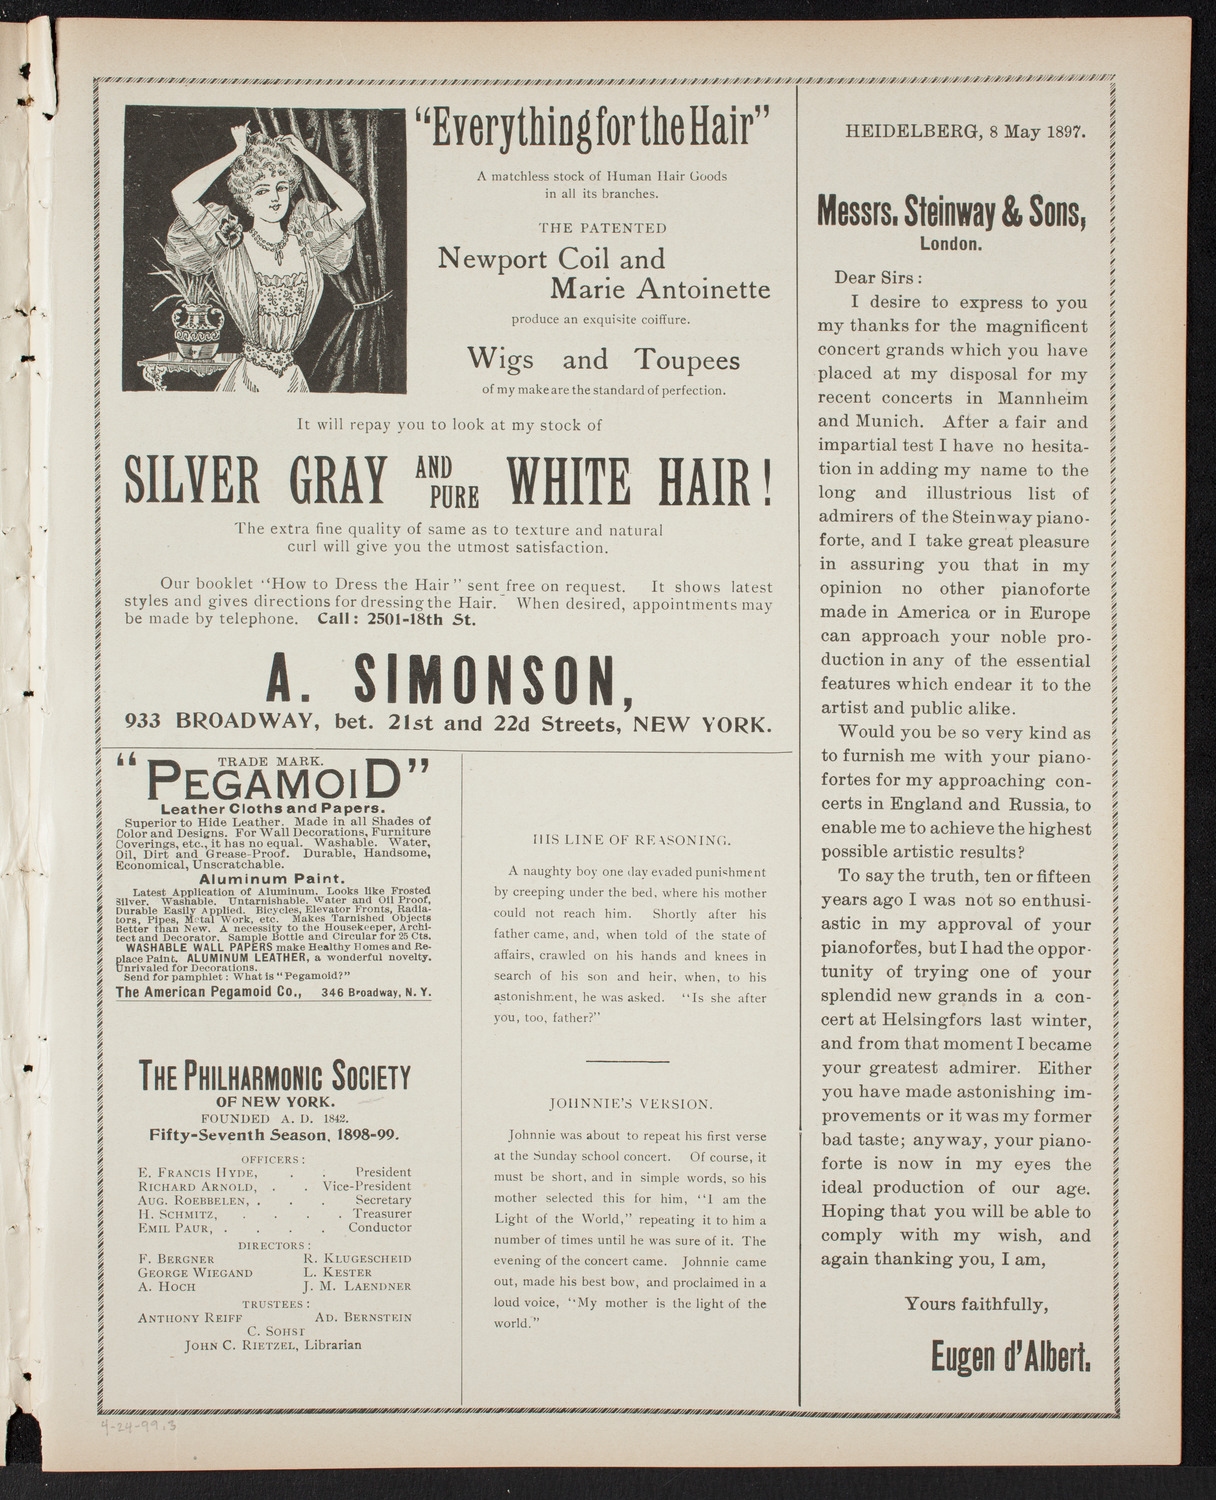 "Everything for the Hair"
A matchless stock of Human Hair Goods
in all its branches.
THE PATENTED
Newport Coil and
Marie Antoinette
produce an exquisite coiffure.
Wigs and Toupees
of my make are the standard of perfection.
It will repay you to look at my stock of
SILVER GRAY AND PURE WHITE HAIR!
The extra fine quality of same as to texture and natural
curl will give you the utmost satisfaction.
Our booklet "How to Dress the Hair" sent free on request. It shows latest
styles and gives directions for dressing the Hair. When desired, appointments may
be made by telephone. Call: 2501-18th St.
A. SIMONSON,
933 BROADWAY, bet. 21st and 22d Streets, NEW YORK.
TRADE MARK.
"PEGAMOID"
Leather Cloths and Papers.
Superior to Hide Leather. Made in all Shades of
Color and Designs. For Wall Decorations, Furniture
Coverings, etc., it has no equal. Washable. Water,
Oil, Dirt and Grease-Proof. Durable, Handsome,
Economical, Unscratchable.
Aluminum Paint.
Latest Application of Aluminum. Looks like Frosted
Silver. Washable. Untarnishable. Water and Oil Proof,
Durable Easily Applied. Bicycles, Elevator Fronts, Radia-
tors, Pipes, Metal Work, etc. Makes Tarnished Objects
Better than New. A necessity to the Housekeeper, Archi-
tect and Decorator. Sample Bottle and Circular for 25 Cts.
WASHABLE WALL PAPERS make Healthy Homes and Re-
place Paint. ALUMINUM LEATHER, a wonderful novelty.
Unrivaled for Decorations.
Send for pamphlet: What is "Pegamoid?"
The American Pegamoid Co., 346 Broadway, N. Y.
THE PHILHARMONIC SOCIETY
OF NEW YORK.
FOUNDED A. D. 1842.
Fifty-Seventh Season, 1898-99.
OFFICERS:
E. FRANCIS HYDE, . . President
RICHARD ARNOLD, . . Vice-President
AUG. ROEBBELEN, . . . Secretary
H. SCHMITZ, . . . . Treasurer
EMIL PAUR, . . . . Conductor
DIRECTORS:
F. BERGNER R. KLUGESCHEID
GEORGE WIEGAND L. KESTER
A. HOCH J. M. LAENDNER
TRUSTEES:
ANTHONY REIFF AD. BERNSTEIN
C. SOHST
JOHN C. RIETZEL, Librarian
HIS LINE OF REASONING.
A naughty boy one day evaded punishment
by creeping under the bed, where his mother
could not reach him. Shortly after his
father came, and, when told of the state of
affairs, crawled on his hands and knees in
search of his son and heir, when, to his
astonishment, he was asked. "Is she after
you, too, father?"
JOHNNIE'S VERSION.
Johnnie was about to repeat his first verse
at the Sunday school concert. Of course, it
must be short, and in simple words, so his
mother selected this for him, "I am the
Light of the World," repeating it to him a
number of times until he was sure of it. The
evening of the concert came. Johnnie came
out, made his best bow, and proclaimed in a
loud voice, "My mother is the light of the
world."
HEIDELBERG, 8 May 1897.
Messrs. Steinway & Sons,
London.
Dear Sirs:
I desire to express to you
my thanks for the magnificent
concert grands which you have
placed at my disposal for my
recent concerts in Mannheim
and Munich. After a fair and
impartial test I have no hesita-
tion in adding my name to the
long and illustrious list of
admirers of the Steinway piano-
forte, and I take great pleasure
in assuring you that in my
opinion no other pianoforte
made in America or in Europe
can approach your noble pro-
duction in any of the essential
features which endear it to the
artist and public alike.
Would you be so very kind as
to furnish me with your piano-
fortes for my approaching con-
certs in England and Russia, to
enable me to achieve the highest
possible artistic results?
To say the truth, ten or fifteen
years ago I was not so enthusi-
astic in my approval of your
pianofortes, but I had the oppor-
tunity of trying one of your
splendid new grands in a con-
cert at Helsingfors last winter,
and from that moment I became
your greatest admirer. Either
you have made astonishing im-
provements or it was my former
bad taste; anyway, your piano-
forte is now in my eyes the
ideal production of our age.
Hoping that you will be able to
comply with my wish, and
again thanking you, I am,
Yours faithfully,
Eugen d'Albert.
4-24-99.3